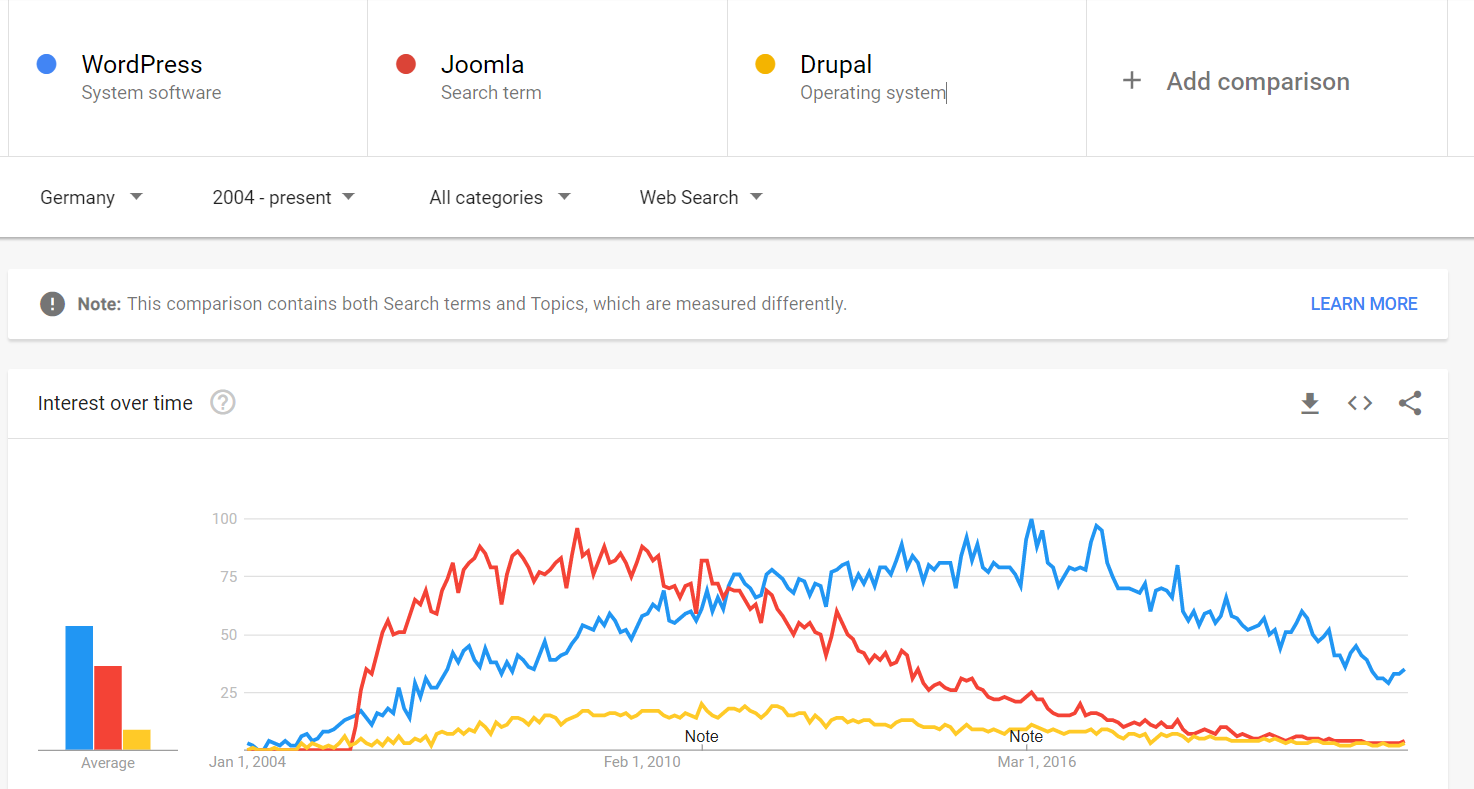 WordPress
System software
Joomla
Search term
Drupal
Operating system
+ Add comparison
Germany
2004 - present
All categories
Web Search
Note: This comparison contains both Search terms and Topics, which are measured differently.
LEARN MORE
Interest over time
100
75
50
25
Note
Note
Average
Jan 1, 2004
Feb 1, 2010
Mar 1, 2016